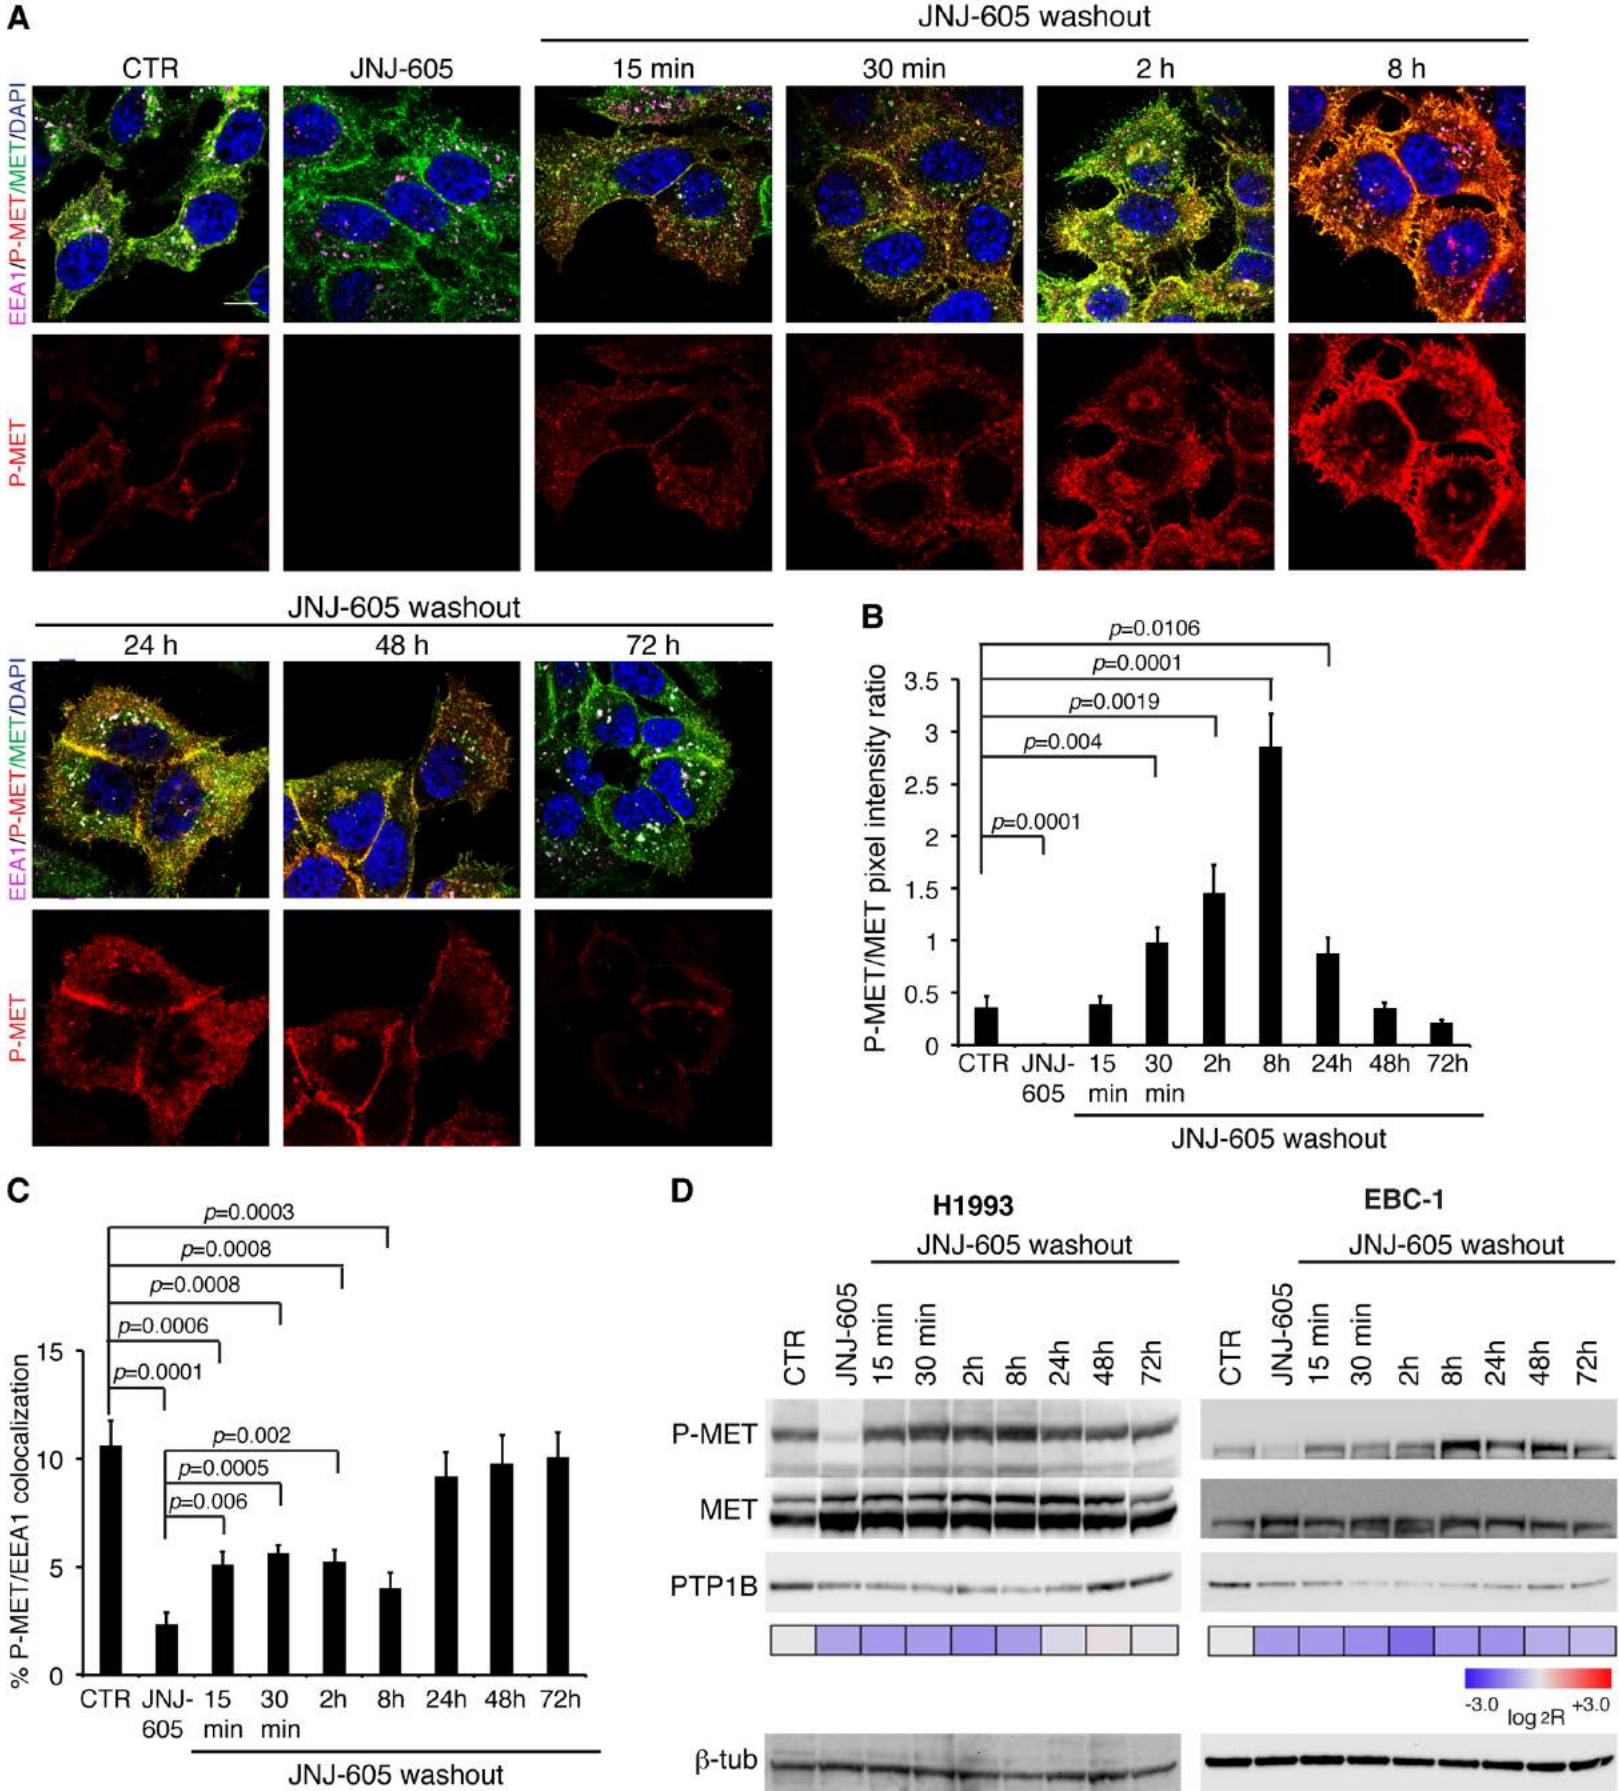 A
JNJ-605 washout
CTR JNJ-605 15 min 30 min 2 h 8 h
EEA1/P-MET/MET/DAPI
P-MET
JNJ-605 washout
24 h 48 h 72 h
EEA1/P-MET/MET/DAPI
P-MET
B
p=0.0106
p=0.0001
p=0.0019
p=0.004
p=0.0001
P-MET/MET pixel intensity ratio
3.5
3
2.5
2
1.5
1
0.5
0
CTR JNJ-605 15 min 30 min 2h 8h 24h 48h 72h
JNJ-605 washout
C
p=0.0003
p=0.0008
p=0.0008
p=0.0006
p=0.0001
p=0.002
p=0.0005
p=0.006
% P-MET/EEA1 colocalization
15
10
5
0
CTR JNJ-605 15 min 30 min 2h 8h 24h 48h 72h
JNJ-605 washout
D
H1993
JNJ-605 washout
CTR JNJ-605 15 min 30 min 2h 8h 24h 48h 72h
EBC-1
JNJ-605 washout
CTR JNJ-605 15 min 30 min 2h 8h 24h 48h 72h
P-MET
MET
PTP1B
-3.0 log 2R +3.0
β-tub